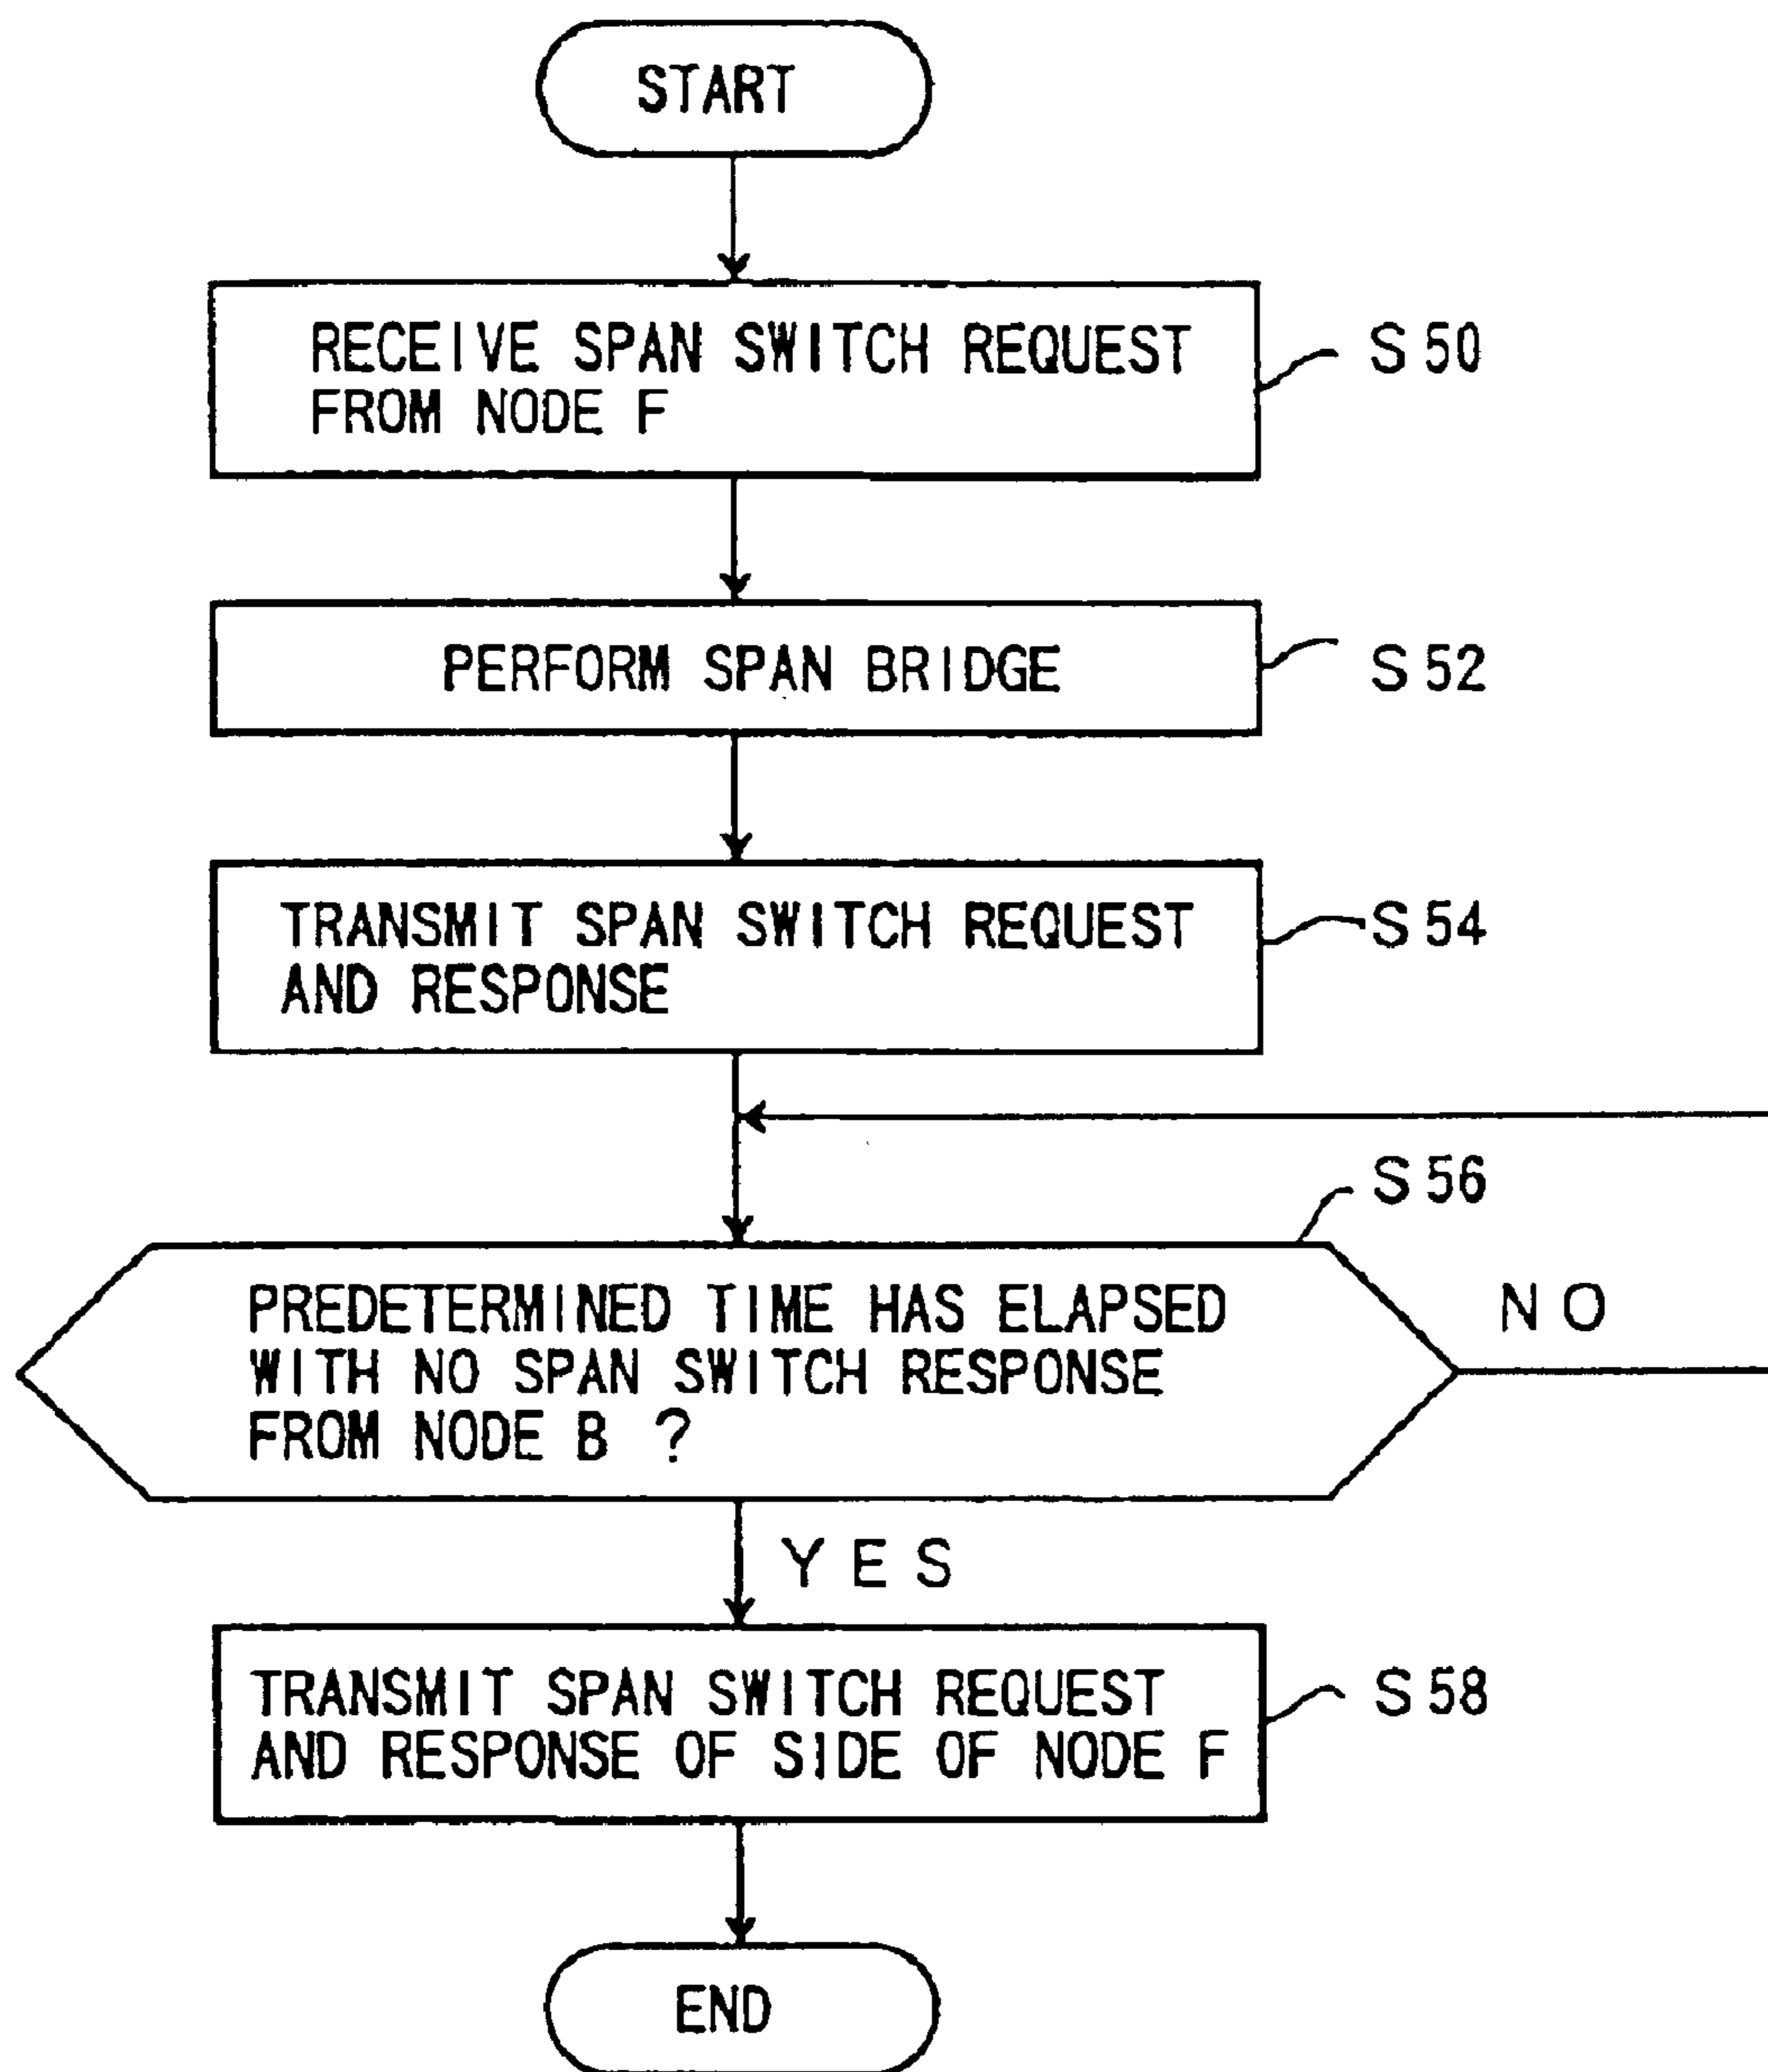 START
RECEIVE SPAN SWITCH REQUEST
FROM NODE F
S50
PERFORM SPAN BRIDGE
S52
TRANSMIT SPAN SWITCH REQUEST
AND RESPONSE
S54
S56
PREDETERMINED TIME HAS ELAPSED
WITH NO SPAN SWITCH RESPONSE
FROM NODE B ?
NO
YES
TRANSMIT SPAN SWITCH REQUEST
AND RESPONSE OF SIDE OF NODE F
S58
END